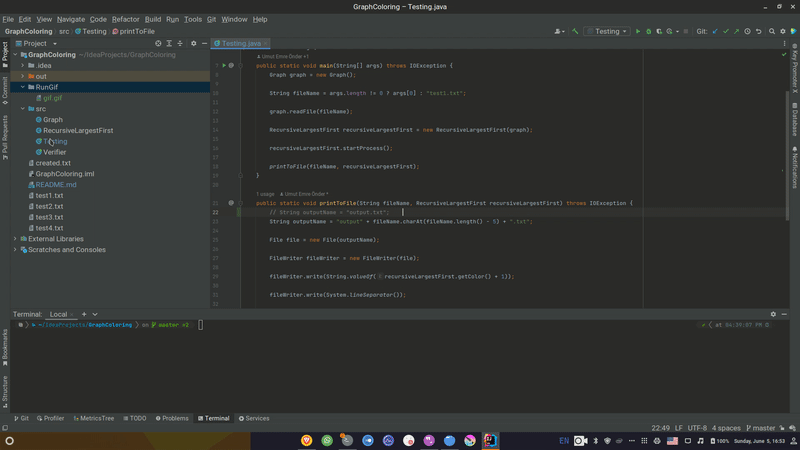 GraphColoring – Testing.java
File Edit View Navigate Code Refactor Build Run Tools Git Window Help
GraphColoring src Testing printToFile
Testing
Git:
Project
Testing.java
GraphColoring ~/IdeaProjects/GraphColoring
.idea
out
RunGif
gif.gif
src
Graph
RecursiveLargestFirst
Testing
Verifier
created.txt
GraphColoring.iml
README.md
test1.txt
test2.txt
test3.txt
test4.txt
External Libraries
Scratches and Consoles
Umut Emre Önder *
public static void main(String[] args) throws IOException {
Graph graph = new Graph();
String fileName = args.length != 0 ? args[0] : "test1.txt";
graph.readFile(fileName);
RecursiveLargestFirst recursiveLargestFirst = new RecursiveLargestFirst(graph);
recursiveLargestFirst.startProcess();
printToFile(fileName, recursiveLargestFirst);
}
1 usage Umut Emre Önder *
public static void printToFile(String fileName, RecursiveLargestFirst recursiveLargestFirst) throws IOException {
// String outputName = "output.txt";
String outputName = "output" + fileName.charAt(fileName.length() - 5) + ".txt";
File file = new File(outputName);
FileWriter fileWriter = new FileWriter(file);
fileWriter.write(String.valueOf(recursiveLargestFirst.getColor() + 1));
fileWriter.write(System.lineSeparator());
Project
Commit
Pull Requests
Bookmarks
Structure
Key Promoter X
Database
Notifications
Terminal: Local
~/IdeaProjects/GraphColoring on master
at 04:39:07 PM
Git Profiler MetricsTree TODO Problems Terminal Services
22:49 LF UTF-8 4 spaces master
EN 100% Sunday, June 5, 16:53